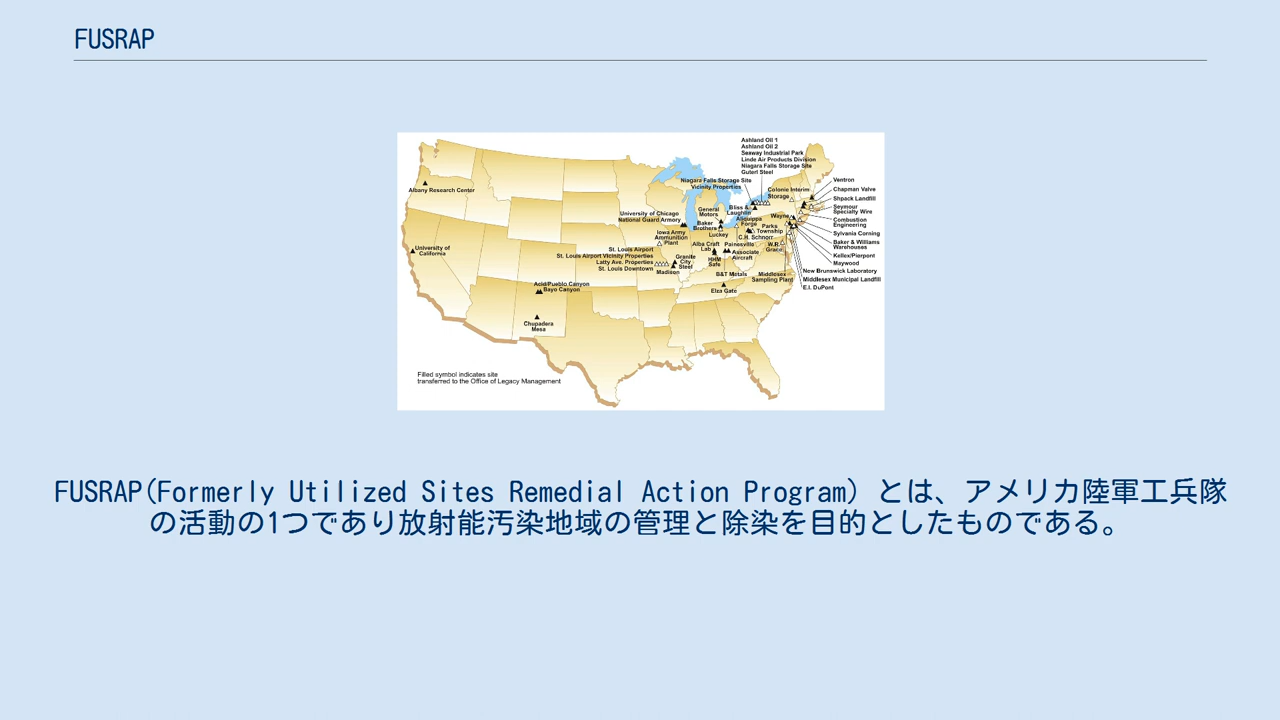 FUSRAP
Ashland Oil 1
Ashland Oil 2
Seaway Industrial Park
Linde Air Products Division
Niagara Falls Storage Site
Guterl Steel
Niagara Falls Storage Site
Vicinity Properties
Colonie Interim
Storage
Ventron
Chapman Valve
Shpack Landfill
Seymour
Specialty Wire
Combustion
Engineering
Sylvania Corning
Baker & Williams
Warehouses
Kellex/Pierpont
Maywood
New Brunswick Laboratory
Middlesex Municipal Landfill
E.I. DuPont
Albany Research Center
University of
California
University of Chicago
National Guard Armory
General
Motors
Bliss &
Laughlin
Baker
Brothers
Luckey
Aliquippa
Forge
Wayne
Parks
Township
C.H. Schnorr
Iowa Army
Ammunition
Plant
Alba Craft
Lab
Painesville
W.R.
Grace
St. Louis Airport
St. Louis Airport Vicinity Properties
Latty Ave. Properties
St. Louis Downtown
Granite
City
Steel
Madison
HHM
Safe
Associate
Aircraft
B&T Metals
Middlesex
Sampling Plant
Elza Gate
Acid/Pueblo Canyon
Bayo Canyon
Chupadera
Mesa
Filled symbol indicates site
transferred to the Office of Legacy Management
FUSRAP(Formerly Utilized Sites Remedial Action Program) とは、アメリカ陸軍工兵隊
の活動の1つであり放射能汚染地域の管理と除染を目的としたものである。